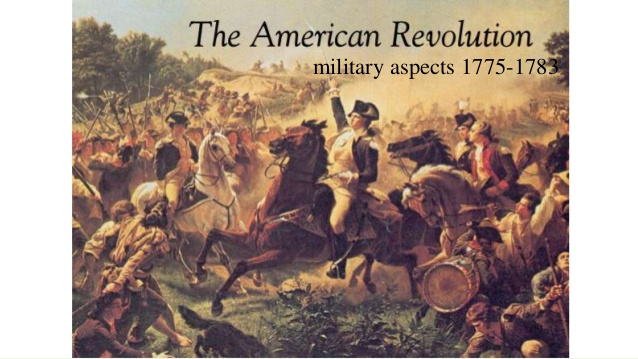 The American Revolution
military aspects 1775-1783